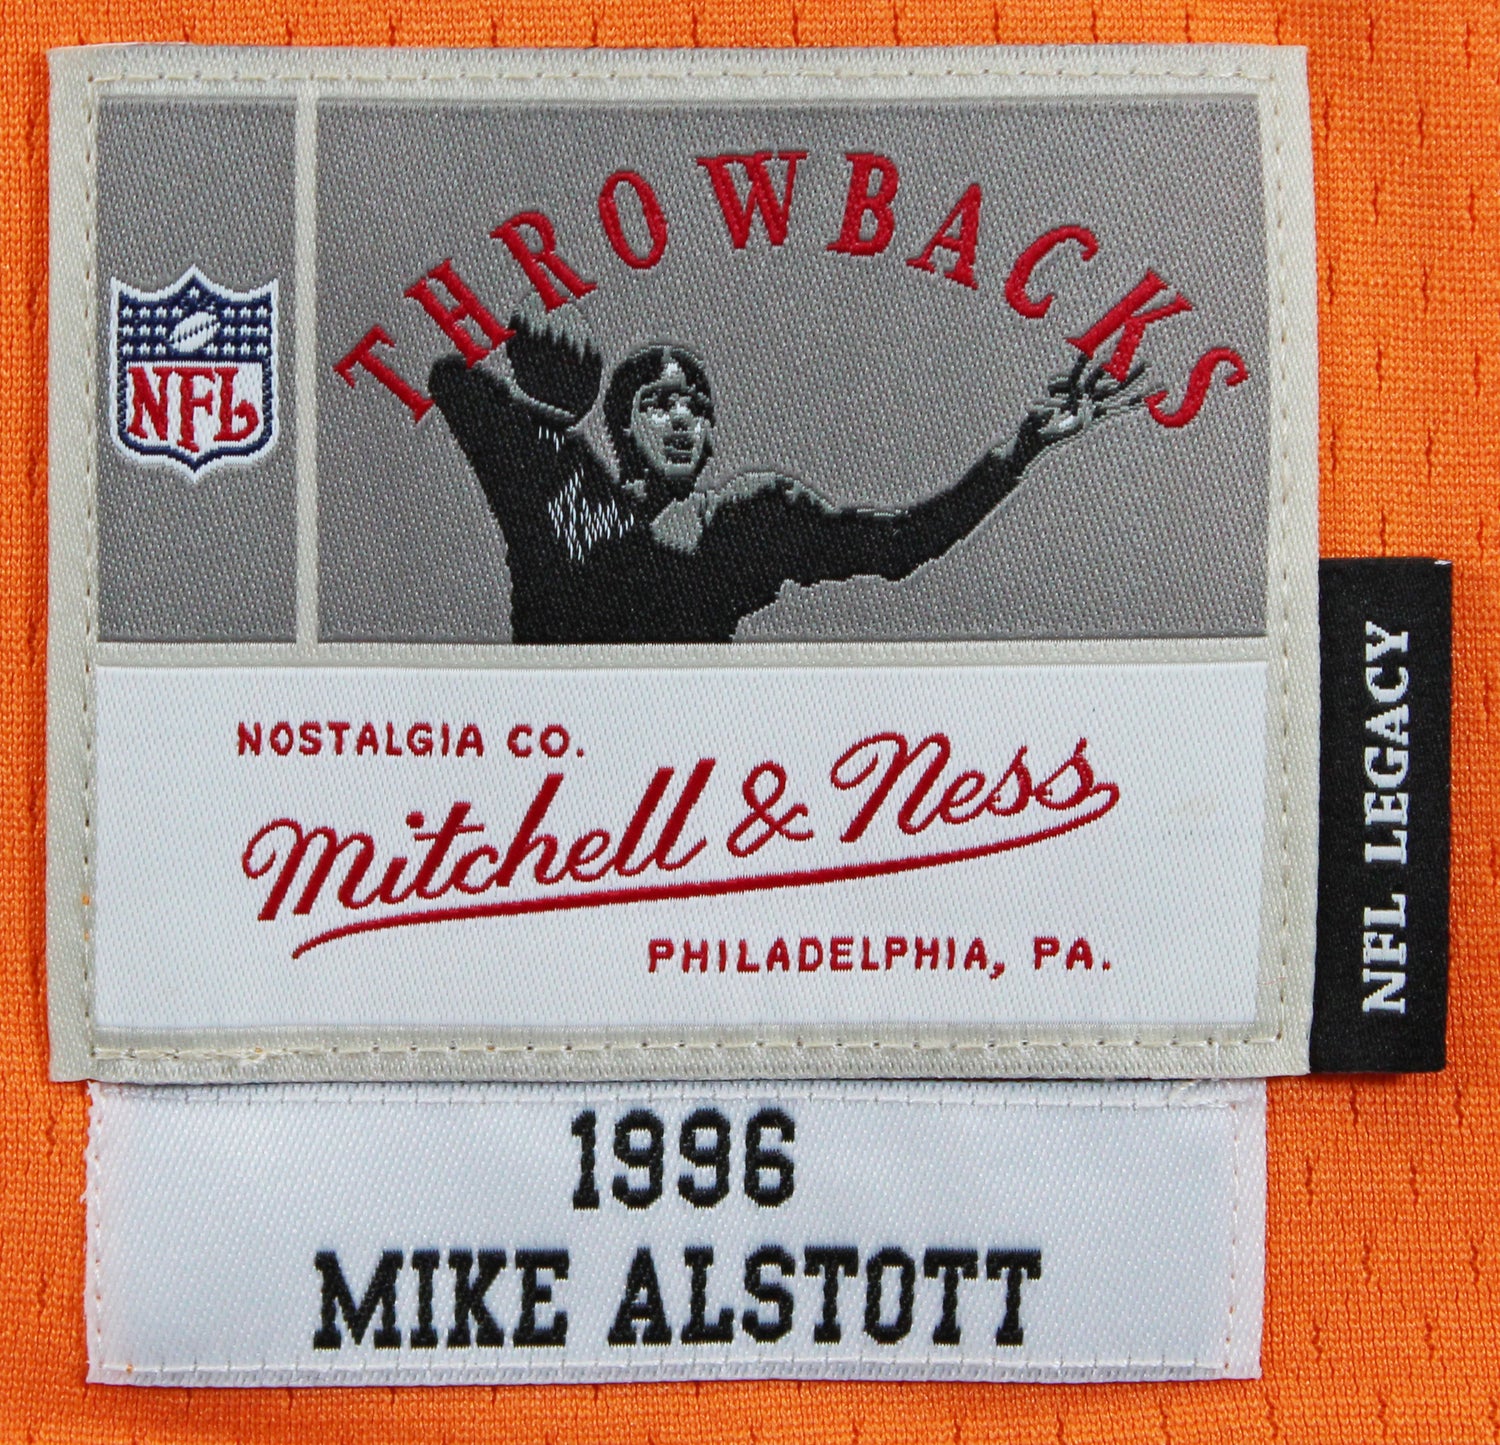 THROWBACKS
NFL
NOSTALGIA CO.
Mitchell & Ness
PHILADELPHIA, PA.
NFL LEGACY
1996
MIKE ALSTOTT